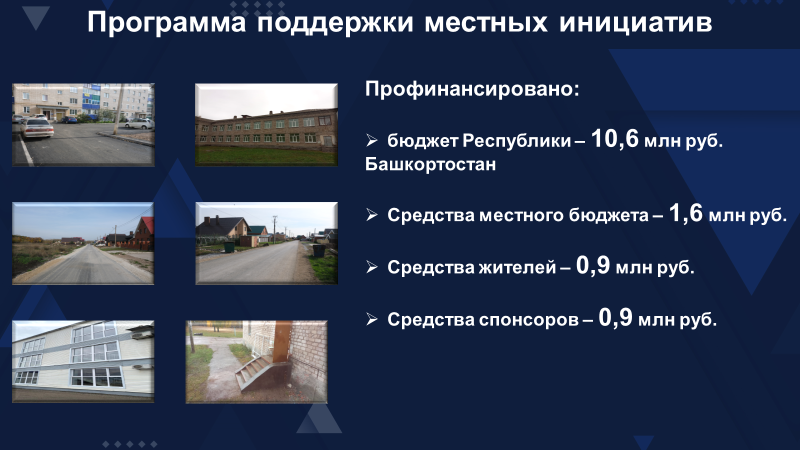 Программа поддержки местных инициатив
Профинансировано:
➢ бюджет Республики – 10,6 млн руб.
Башкортостан
➢ Средства местного бюджета – 1,6 млн руб.
➢ Средства жителей – 0,9 млн руб.
➢ Средства спонсоров – 0,9 млн руб.